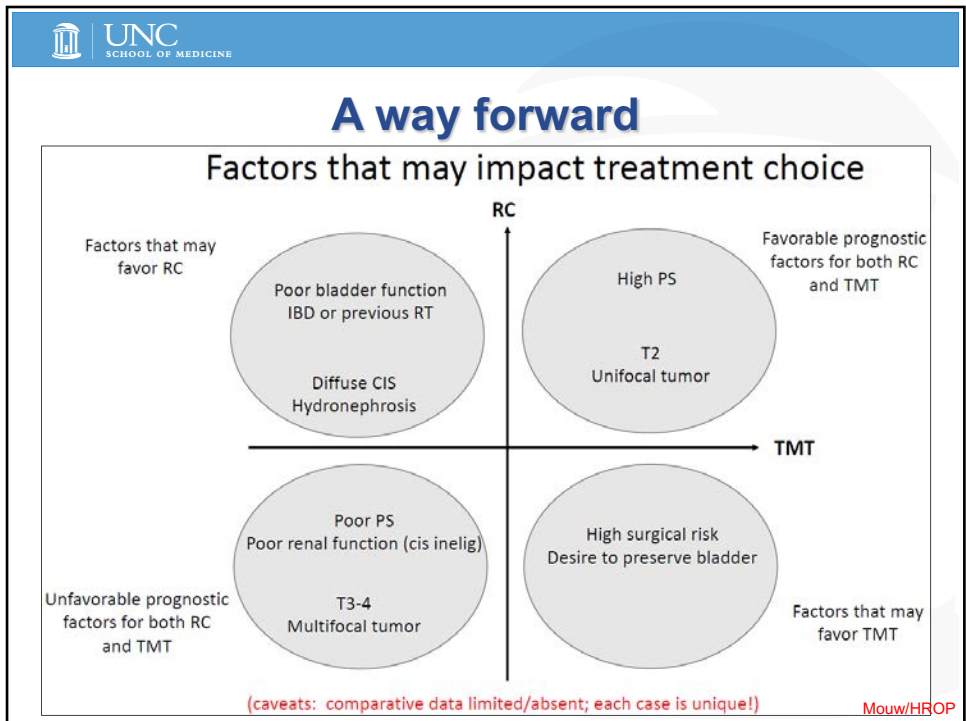 UNC
SCHOOL OF MEDICINE
A way forward
Factors that may impact treatment choice
RC
Factors that may
favor RC
Poor bladder function
IBD or previous RT
Diffuse CIS
Hydronephrosis
High PS
T2
Unifocal tumor
Favorable prognostic
factors for both RC
and TMT
TMT
Poor PS
Poor renal function (cis inelig)
T3-4
Multifocal tumor
Unfavorable prognostic
factors for both RC
and TMT
High surgical risk
Desire to preserve bladder
Factors that may
favor TMT
(caveats: comparative data limited/absent; each case is unique!)
Mouw/HROP